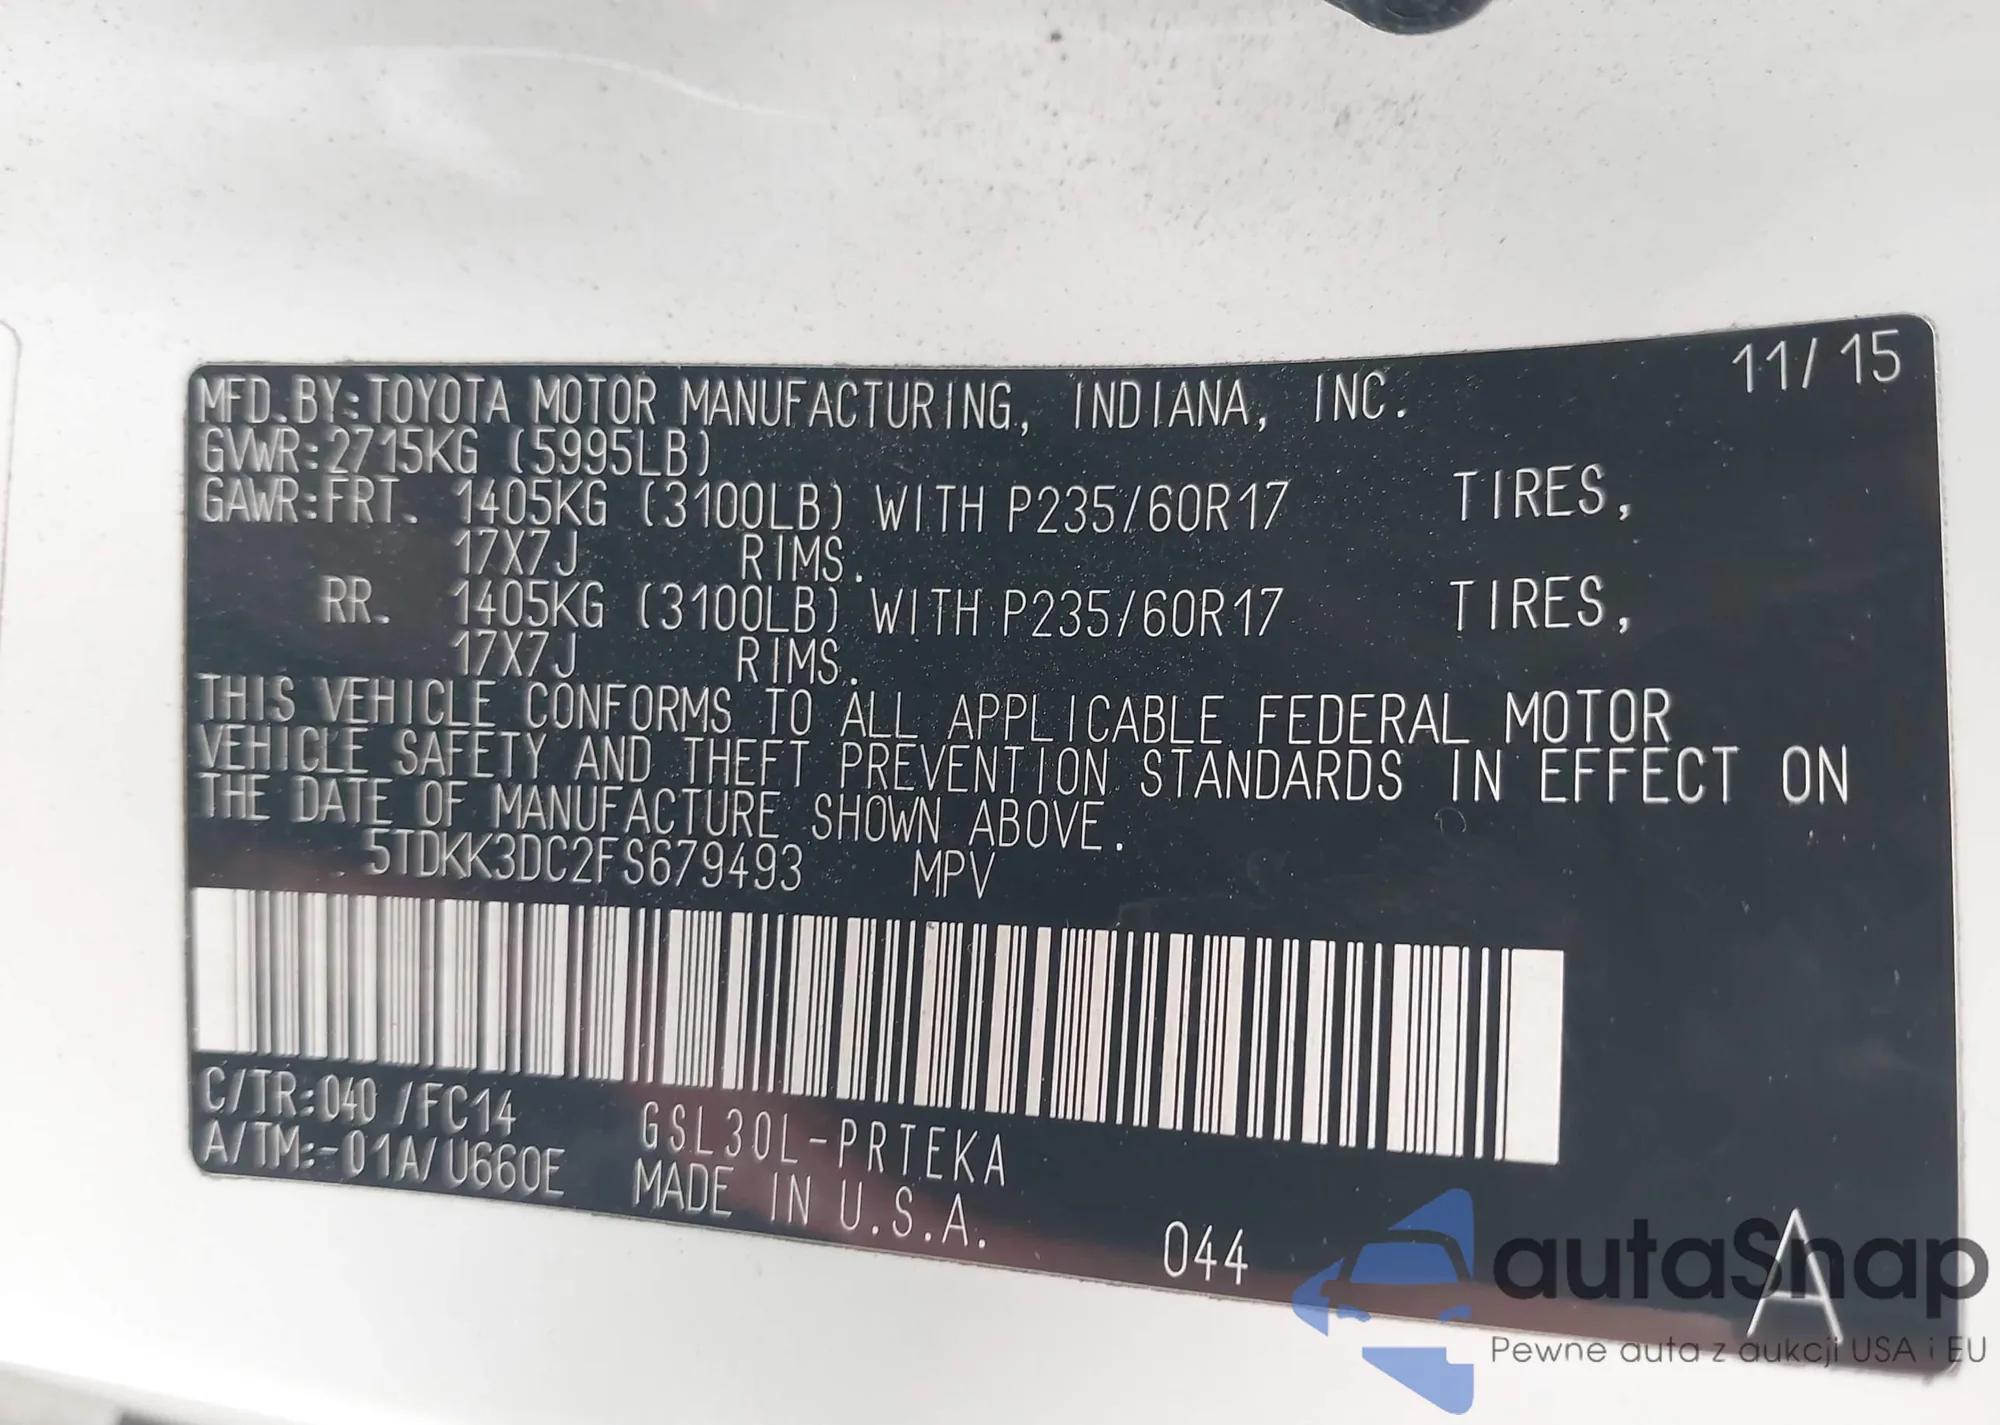 11/15
MFD. BY:TOYOTA MOTOR MANUFACTURING, INDIANA, INC.
GVWR:2715KG (5995LB)
GAWR:FRT. 1405KG (3100LB) WITH P235/60R17 TIRES,
17X7J RIMS.
RR. 1405KG (3100LB) WITH P235/60R17 TIRES,
17X7J RIMS.
THIS VEHICLE CONFORMS TO ALL APPLICABLE FEDERAL MOTOR
VEHICLE SAFETY AND THEFT PREVENTION STANDARDS IN EFFECT ON
THE DATE OF MANUFACTURE SHOWN ABOVE.
5TDKK3DC2FS679493 MPV
C/TR:040 /FC14 GSL30L-PRTEKA
A/TM:-01A/U660E MADE IN U.S.A.
044 A
autaSnap
Pewne auta z aukcji USA i EU